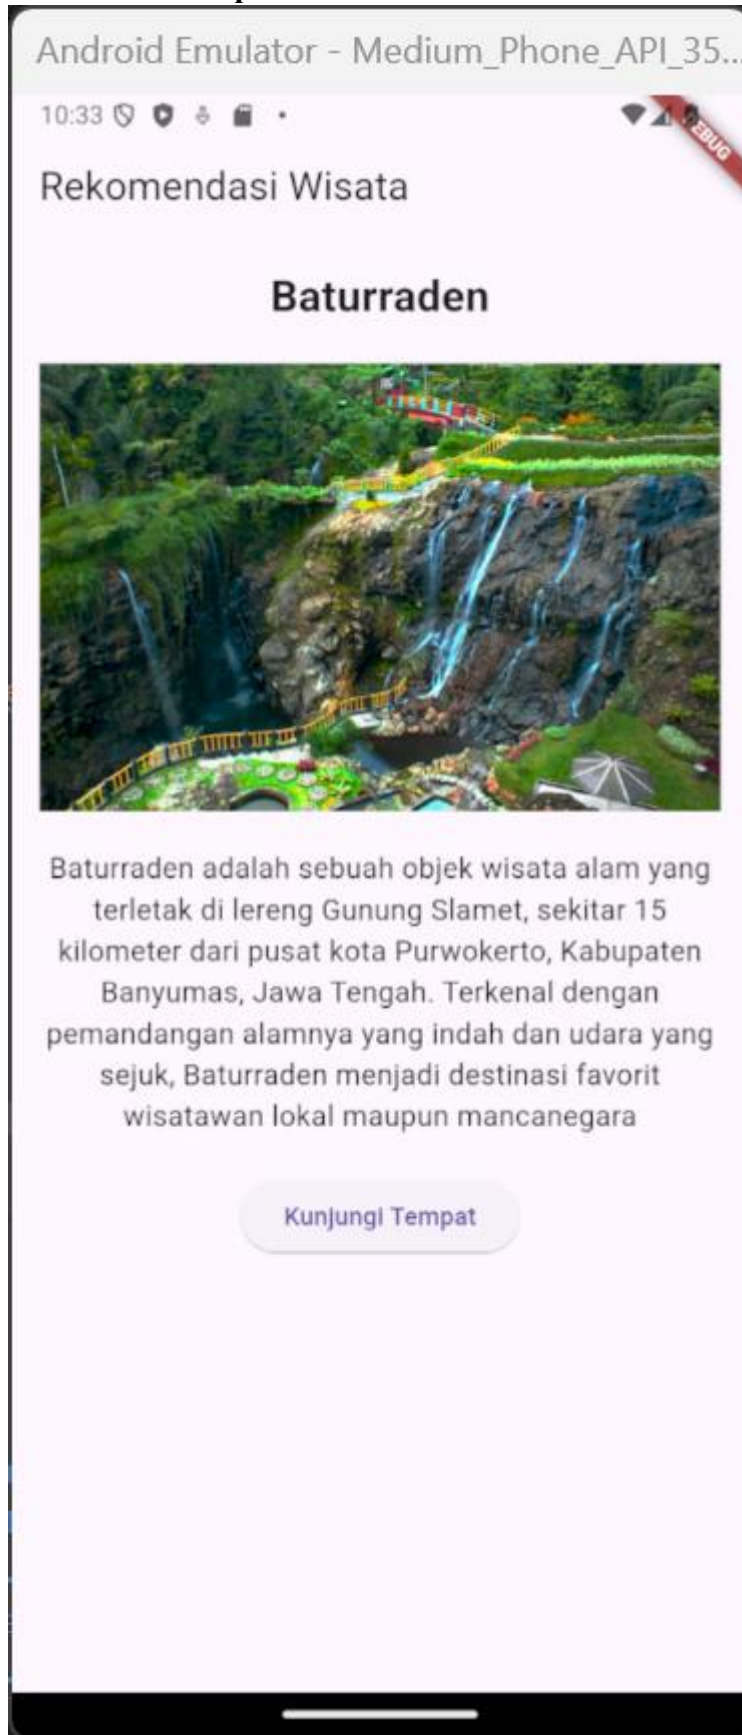 Android Emulator - Medium_Phone_API_35...
10:33
Rekomendasi Wisata
Baturraden
Baturraden adalah sebuah objek wisata alam yang
terletak di lereng Gunung Slamet, sekitar 15
kilometer dari pusat kota Purwokerto, Kabupaten
Banyumas, Jawa Tengah. Terkenal dengan
pemandangan alamnya yang indah dan udara yang
sejuk, Baturraden menjadi destinasi favorit
wisatawan lokal maupun mancanegara
Kunjungi Tempat